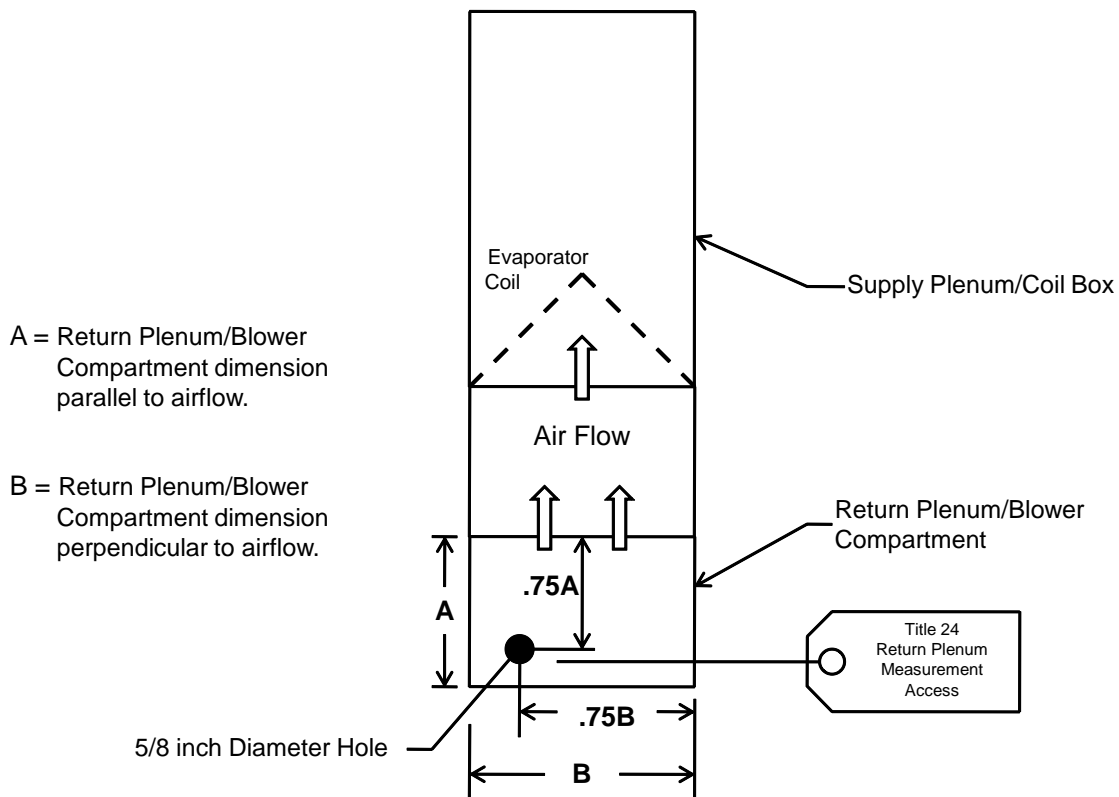 Evaporator
Coil
Supply Plenum/Coil Box
A = Return Plenum/Blower
Compartment dimension
parallel to airflow.
Air Flow
B = Return Plenum/Blower
Compartment dimension
perpendicular to airflow.
Return Plenum/Blower
Compartment
.75A
A
Title 24
Return Plenum
Measurement
Access
.75B
5/8 inch Diameter Hole
B